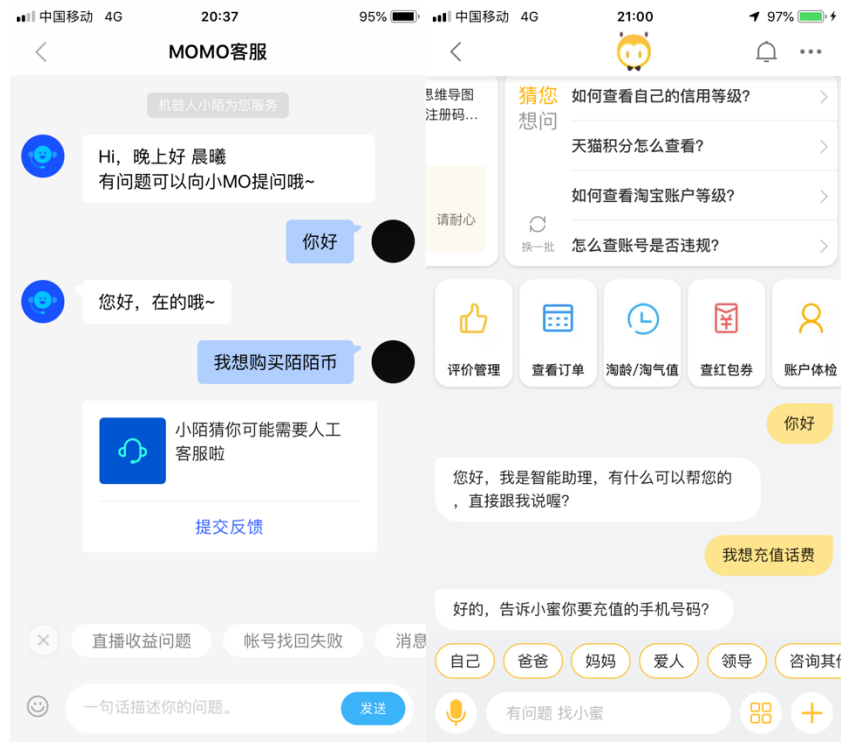 中国移动 4G 20:37 95%
MOMO客服
机器人小陌为您服务
Hi，晚上好 晨曦
有问题可以向小MO提问哦~
你好
您好，在的哦~
我想购买陌陌币
小陌猜你可能需要人工
客服啦
提交反馈
直播收益问题 帐号找回失败 消息
一句话描述你的问题。 发送
中国移动 4G 21:00 97%
思维导图
注册码...
请耐心
猜您
想问
换一批
如何查看自己的信用等级？
天猫积分怎么查看？
如何查看淘宝账户等级？
怎么查账号是否违规？
评价管理 查看订单 淘龄/淘气值 查红包券 账户体检
你好
您好，我是智能助理，有什么可以帮您的
，直接跟我说喔？
我想充值话费
好的，告诉小蜜你要充值的手机号码？
自己 爸爸 妈妈 爱人 领导 咨询其他
有问题 找小蜜